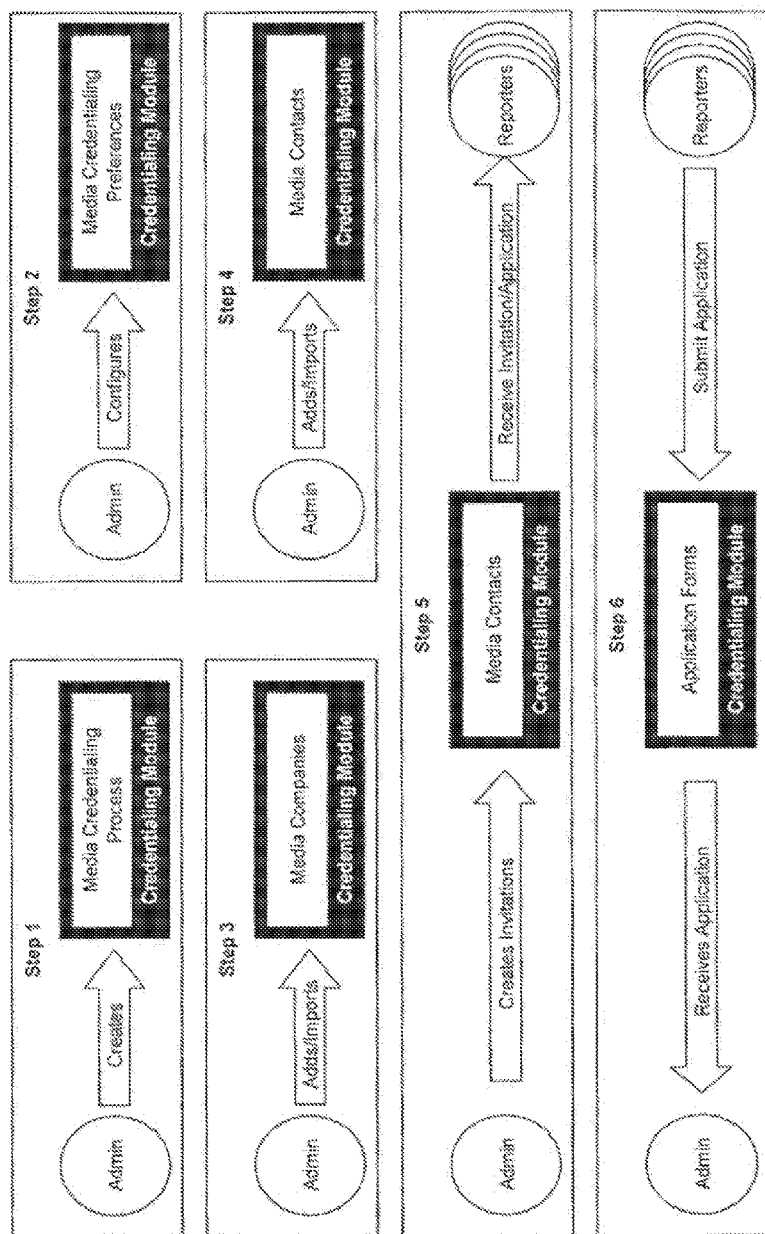 Step 1
Admin
Creates
Media Credentialing
Process
Credentialing Module
Step 2
Admin
Configures
Media Credentialing
Preferences
Credentialing Module
Step 3
Admin
Adds/Imports
Media Companies
Credentialing Module
Step 4
Admin
Adds/Imports
Media Contacts
Credentialing Module
Step 5
Admin
Creates Invitations
Media Contacts
Credentialing Module
Receive Invitation/Application
Reporters
Step 6
Admin
Receives Application
Application Forms
Credentialing Module
Submit Application
Reporters